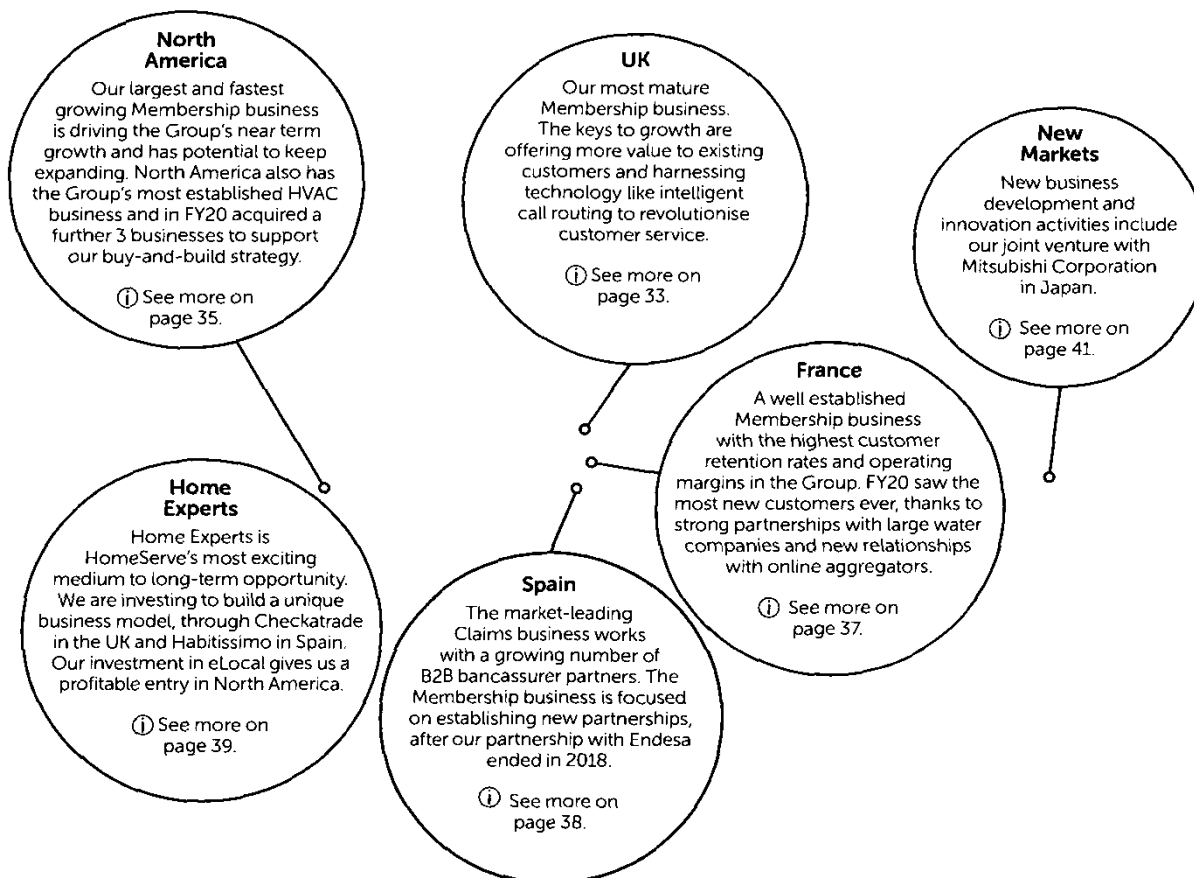 North
America
Our largest and fastest
growing Membership business
is driving the Group's near term
growth and has potential to keep
expanding. North America also has
the Group's most established HVAC
business and in FY20 acquired a
further 3 businesses to support
our buy-and-build strategy.
ⓘ See more on
page 35.
UK
Our most mature
Membership business.
The keys to growth are
offering more value to existing
customers and harnessing
technology like intelligent
call routing to revolutionise
customer service.
ⓘ See more on
page 33.
New
Markets
New business
development and
innovation activities include
our joint venture with
Mitsubishi Corporation
in Japan.
ⓘ See more on
page 41.
France
A well established
Membership business
with the highest customer
retention rates and operating
margins in the Group. FY20 saw the
most new customers ever, thanks to
strong partnerships with large water
companies and new relationships
with online aggregators.
ⓘ See more on
page 37.
Home
Experts
Home Experts is
HomeServe's most exciting
medium to long-term opportunity.
We are investing to build a unique
business model, through Checkatrade
in the UK and Habitissimo in Spain.
Our investment in eLocal gives us a
profitable entry in North America.
ⓘ See more on
page 39.
Spain
The market-leading
Claims business works
with a growing number of
B2B bancassurer partners. The
Membership business is focused
on establishing new partnerships,
after our partnership with Endesa
ended in 2018.
ⓘ See more on
page 38.